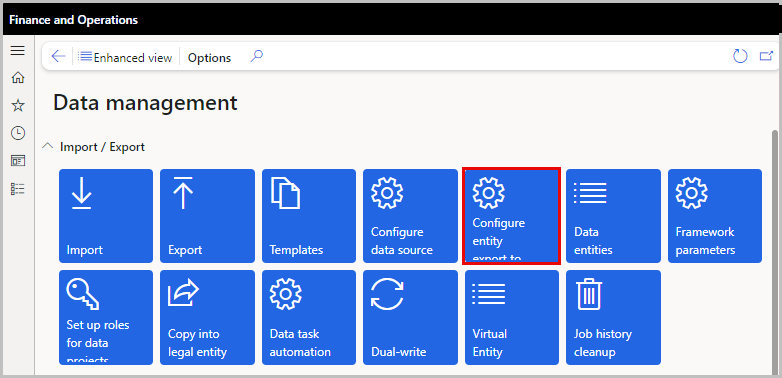 Finance and Operations
Enhanced view Options
Data management
Import / Export
Import
Export
Templates
Configure
data source
Configure
entity
export to
Data
entities
Framework
parameters
Set up roles
for data
projects
Copy into
legal entity
Data task
automation
Dual-write
Virtual
Entity
Job history
cleanup